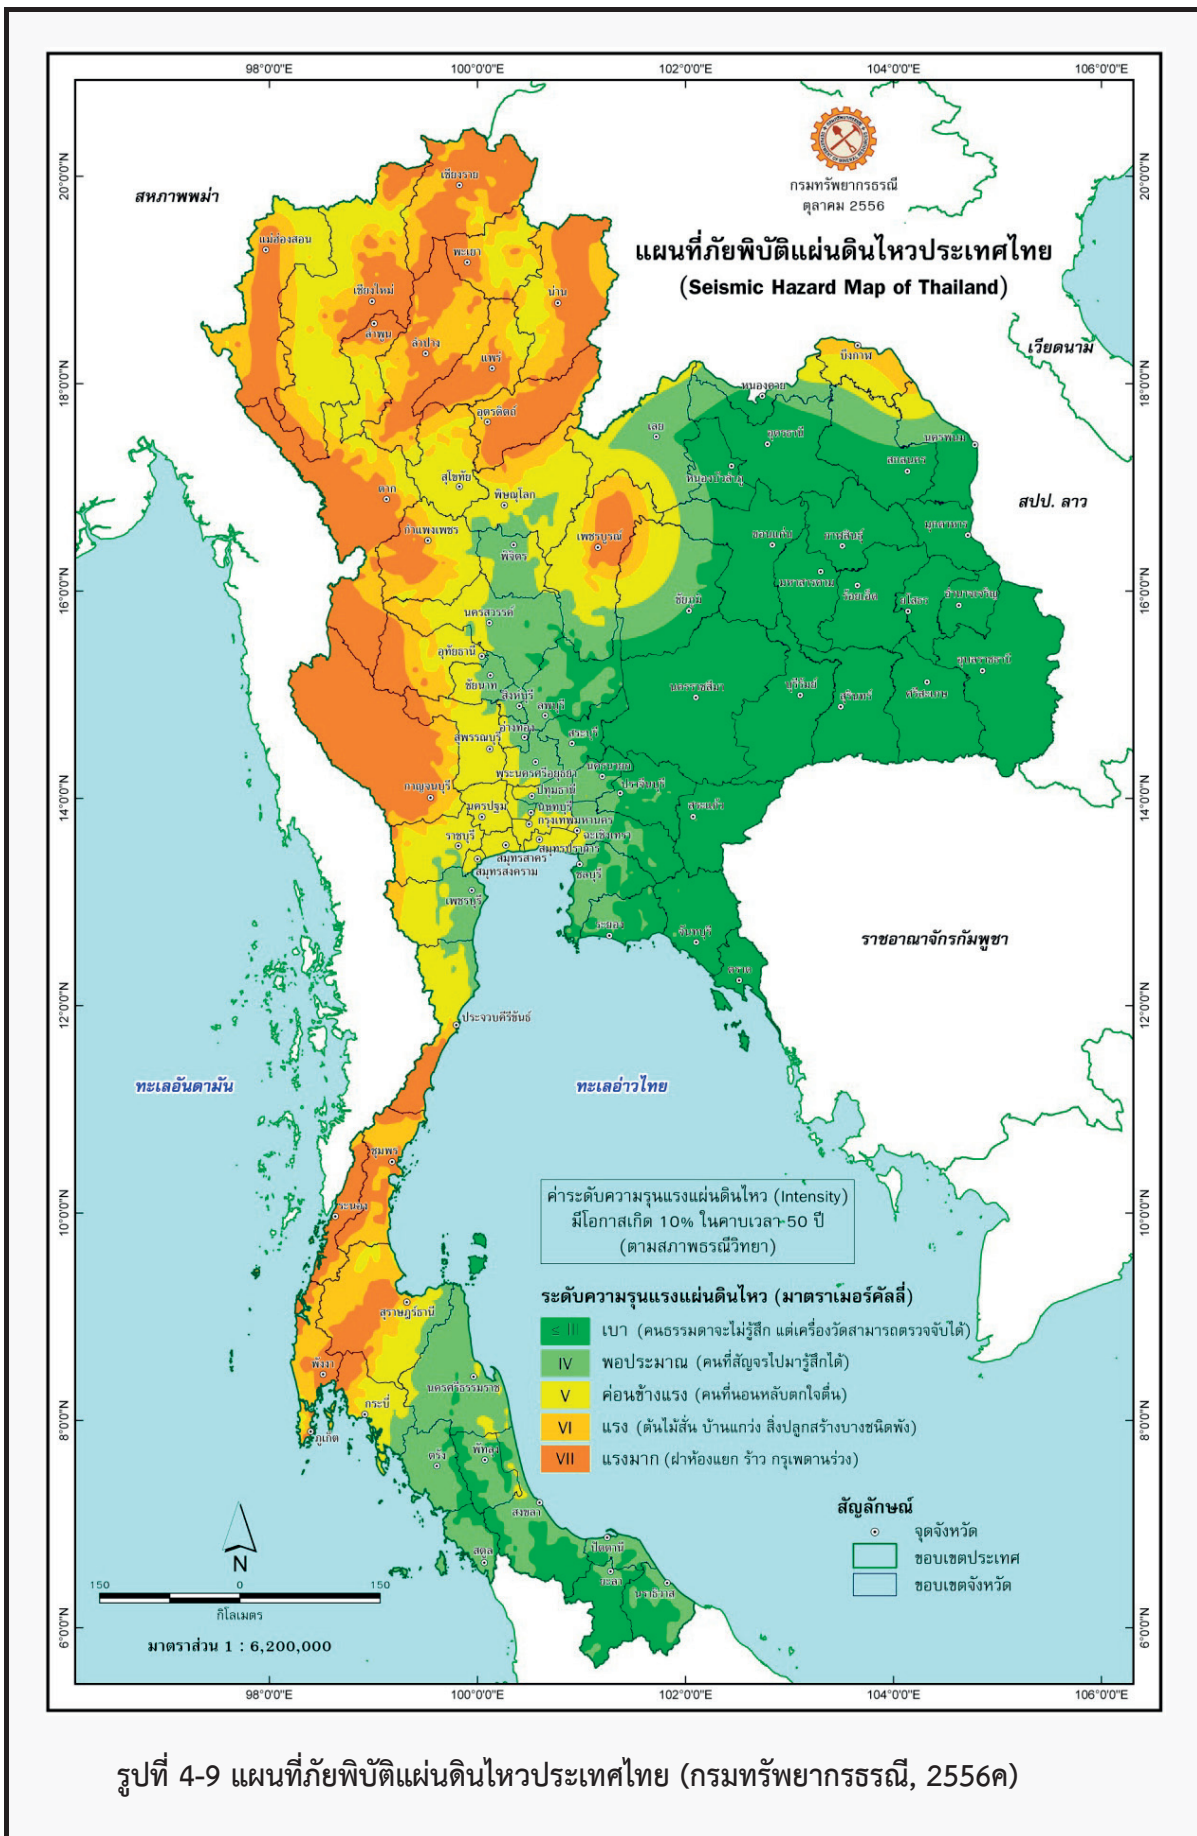 98°0'0"E 100°0'0"E 102°0'0"E 104°0'0"E 106°0'0"E
กรมทรัพยากรธรณี
ตุลาคม 2556
แผนที่ภัยพิบัติแผ่นดินไหวประเทศไทย
(Seismic Hazard Map of Thailand)
สหภาพพม่า
เวียดนาม
สปป. ลาว
ราชอาณาจักรกัมพูชา
ทะเลอันดามัน
ทะเลอ่าวไทย
20°0'0"N 20°0'0"N
18°0'0"N 18°0'0"N
16°0'0"N 16°0'0"N
14°0'0"N 14°0'0"N
12°0'0"N 12°0'0"N
10°0'0"N 10°0'0"N
8°0'0"N 8°0'0"N
6°0'0"N 6°0'0"N
เชียงราย
แม่ฮ่องสอน
พะเยา
เชียงใหม่
น่าน
ลำพูน
ลำปาง
แพร่
อุตรดิตถ์
บึงกาฬ
หนองคาย
เลย
อุดรธานี
นครพนม
สกลนคร
หนองบัวลำภู
สุโขทัย
ตาก
พิษณุโลก
กำแพงเพชร
พิจิตร
เพชรบูรณ์
ขอนแก่น
กาฬสินธุ์
มุกดาหาร
มหาสารคาม
ร้อยเอ็ด
ยโสธร
อำนาจเจริญ
ชัยภูมิ
นครสวรรค์
อุทัยธานี
ชัยนาท
สิงห์บุรี
ลพบุรี
อ่างทอง
สระบุรี
สุพรรณบุรี
นครราชสีมา
บุรีรัมย์
สุรินทร์
ศรีสะเกษ
อุบลราชธานี
พระนครศรีอยุธยา
นครนายก
ปราจีนบุรี
สระแก้ว
กาญจนบุรี
ปทุมธานี
นครปฐม
นนทบุรี
กรุงเทพมหานคร
ฉะเชิงเทรา
ราชบุรี
สมุทรปราการ
สมุทรสาคร
สมุทรสงคราม
ชลบุรี
เพชรบุรี
ระยอง
จันทบุรี
ตราด
ประจวบคีรีขันธ์
ชุมพร
ระนอง
สุราษฎร์ธานี
พังงา
นครศรีธรรมราช
กระบี่
ภูเก็ต
ตรัง
พัทลุง
สงขลา
สตูล
ปัตตานี
ยะลา
นราธิวาส
ค่าระดับความรุนแรงแผ่นดินไหว (Intensity)
มีโอกาสเกิด 10% ในคาบเวลา 50 ปี
(ตามสภาพธรณีวิทยา)
ระดับความรุนแรงแผ่นดินไหว (มาตราเมอร์คัลลี่)
≤ III เบา (คนธรรมดาจะไม่รู้สึก แต่เครื่องวัดสามารถตรวจจับได้)
IV พอประมาณ (คนที่สัญจรไปมารู้สึกได้)
V ค่อนข้างแรง (คนที่นอนหลับตกใจตื่น)
VI แรง (ต้นไม้สั่น บ้านแกว่ง สิ่งปลูกสร้างบางชนิดพัง)
VII แรงมาก (ฝาห้องแยก ร้าว กรุเพดานร่วง)
สัญลักษณ์
จุดจังหวัด
ขอบเขตประเทศ
ขอบเขตจังหวัด
N
150 0 150
กิโลเมตร
มาตราส่วน 1 : 6,200,000
98°0'0"E 100°0'0"E 102°0'0"E 104°0'0"E 106°0'0"E
รูปที่ 4-9 แผนที่ภัยพิบัติแผ่นดินไหวประเทศไทย (กรมทรัพยากรธรณี, 2556ค)